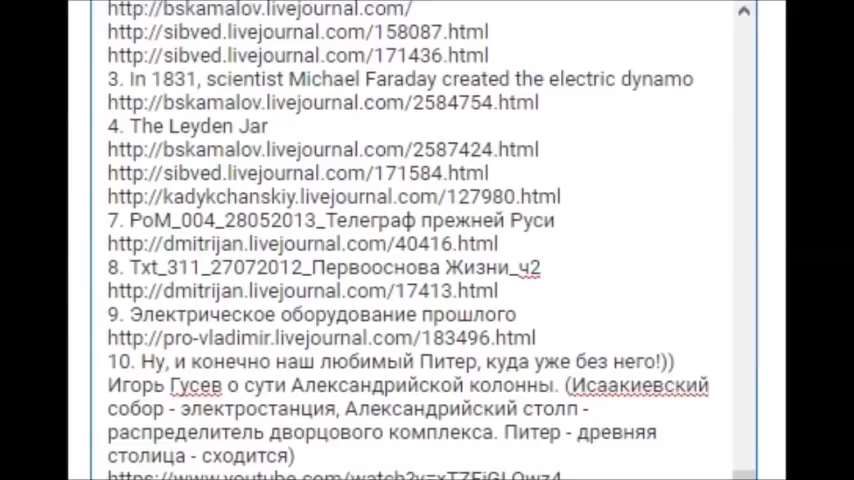 http://bskamalov.livejournal.com/
http://sibved.livejournal.com/158087.html
http://sibved.livejournal.com/171436.html
3. In 1831, scientist Michael Faraday created the electric dynamo
http://bskamalov.livejournal.com/2584754.html
4. The Leyden Jar
http://bskamalov.livejournal.com/2587424.html
http://sibved.livejournal.com/171584.html
http://kadykchanskiy.livejournal.com/127980.html
7. РоМ_004_28052013_Телеграф прежней Руси
http://dmitrijan.livejournal.com/40416.html
8. Txt_311_27072012_Первооснова Жизни_ч2
http://dmitrijan.livejournal.com/17413.html
9. Электрическое оборудование прошлого
http://pro-vladimir.livejournal.com/183496.html
10. Ну, и конечно наш любимый Питер, куда уже без него!))
Игорь Гусев о сути Александрийской колонны. (Исаакиевский
собор - электростанция, Александрийский столп -
распределитель дворцового комплекса. Питер - древняя
столица - сходится)